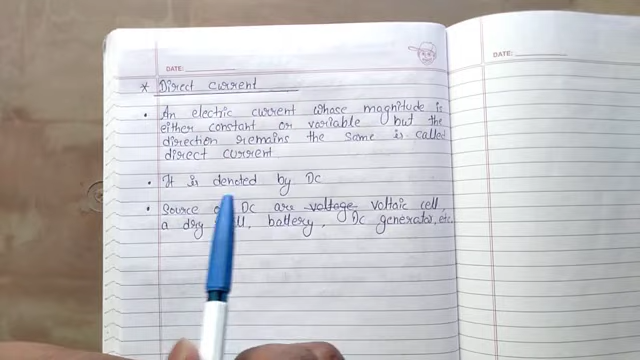 DATE:
DATE:
* Direct current
• An electric current whose magnitude is
either constant or variable but the
direction remains the same is called
direct current
• It is denoted by DC
• Source DC are voltage voltaic cell
a dry battery, DC generator, etc.